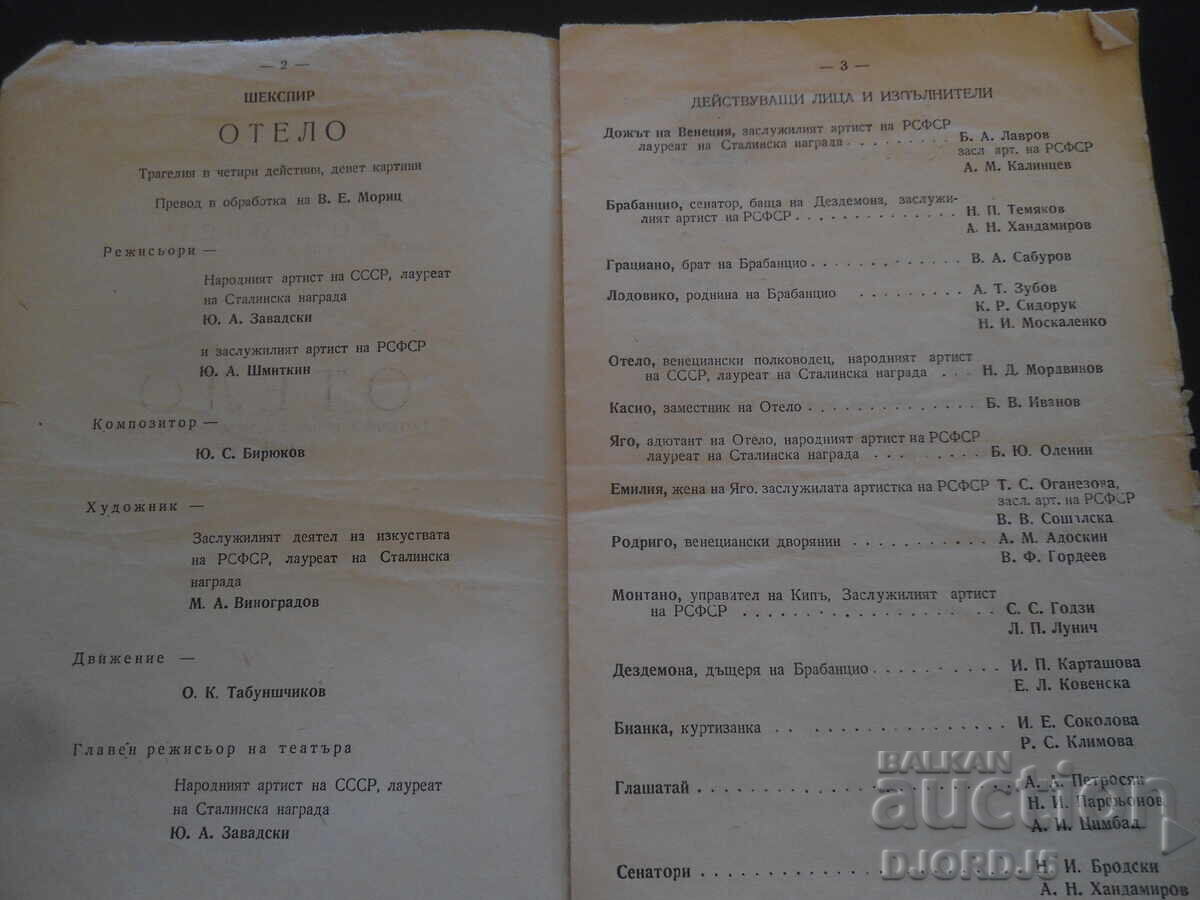 — 2 —
ШЕКСПИР
ОТЕЛО
Трагедия в четири действия, девет картини
Превод в обработка на В. Е. Мориц
Режисьори —
Народният артист на СССР, лауреат
на Сталинска награда
Ю. А. Завадски
и заслужилият артист на РСФСР
Ю. А. Шмиткин
Композитор —
Ю. С. Бирюков
Художник —
Заслужилият деятел на изкуствата
на РСФСР, лауреат на Сталинска
награда
М. А. Виноградов
Движение —
О. К. Табуншчиков
Главен режисьор на театъра
Народният артист на СССР, лауреат
на Сталинска награда
Ю. А. Завадски
— 3 —
ДЕЙСТВУВАЩИ ЛИЦА И ИЗПЪЛНИТЕЛИ
Дожът на Венеция, заслужилият артист на РСФСР
лауреат на Сталинска награда . . . . . . . . Б. А. Лавров
засл. арт. на РСФСР
А. М. Калинцев
Брабанцио, сенатор, баща на Дездемона, заслужи-
лият артист на РСФСР . . . . . . . . . . . . Н. П. Темяков
А. Н. Хандамиров
Грациано, брат на Брабанцио . . . . . . . . . . . В. А. Сабуров
Лодовико, роднина на Брабанцио . . . . . . . . . А. Т. Зубов
К. Р. Сидорук
Н. И. Москаленко
Отело, венециански полководец, народният артист
на СССР, лауреат на Сталинска награда . . . Н. Д. Мордвинов
Касио, заместник на Отело . . . . . . . . . . . . Б. В. Иванов
Яго, адютант на Отело, народният артист на РСФСР
лауреат на Сталинска награда . . . . . . . . Б. Ю. Оленин
Емилия, жена на Яго. заслужилата артистка на РСФСР Т. С. Оганезова,
засл. арт. на РСФСР
В. В. Сошалска
Родриго, венециански дворянин . . . . . . . . . . . А. М. Адоскин
В. Ф. Гордеев
Монтано, управител на Кипъ, Заслужилият артист
на РСФСР . . . . . . . . . . . . . . . . . С. С. Годзи
Л. П. Лунич
Дездемона, дъщеря на Брабанцио . . . . . . . . . И. П. Карташова
Е. Л. Ковенска
Бианка, куртизанка . . . . . . . . . . . . . . . . И. Е. Соколова
Р. С. Климова
Глашатай . . . . . . . . . . . . . . . . . . . . . А. А. Петросян
Н. И. Парфьонов
А. И. Цимбад
Сенатори . . . . . . . . . . . . . . . . . . . . . Н. И. Бродски
А. Н. Хандамиров
BALKAN
auction
DJORDJ5